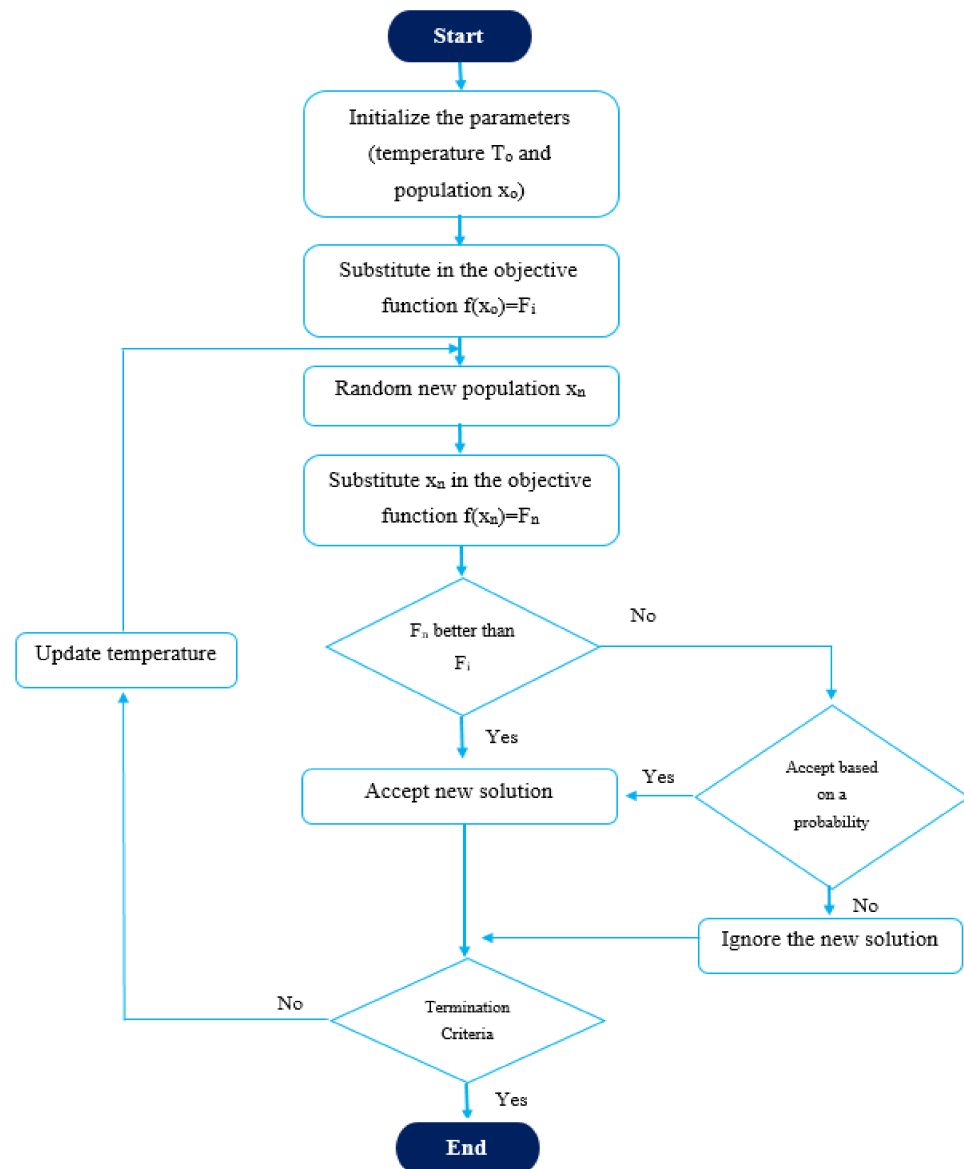 Start
Initialize the parameters
(temperature Tₒ and
population xₒ)
Substitute in the objective
function f(xₒ)=Fᵢ
Random new population xₙ
Substitute xₙ in the objective
function f(xₙ)=Fₙ
Fₙ better than
Fᵢ
No
Update temperature
Yes
Accept new solution
Yes
Accept based
on a
probability
No
Ignore the new solution
Termination
Criteria
No
Yes
End